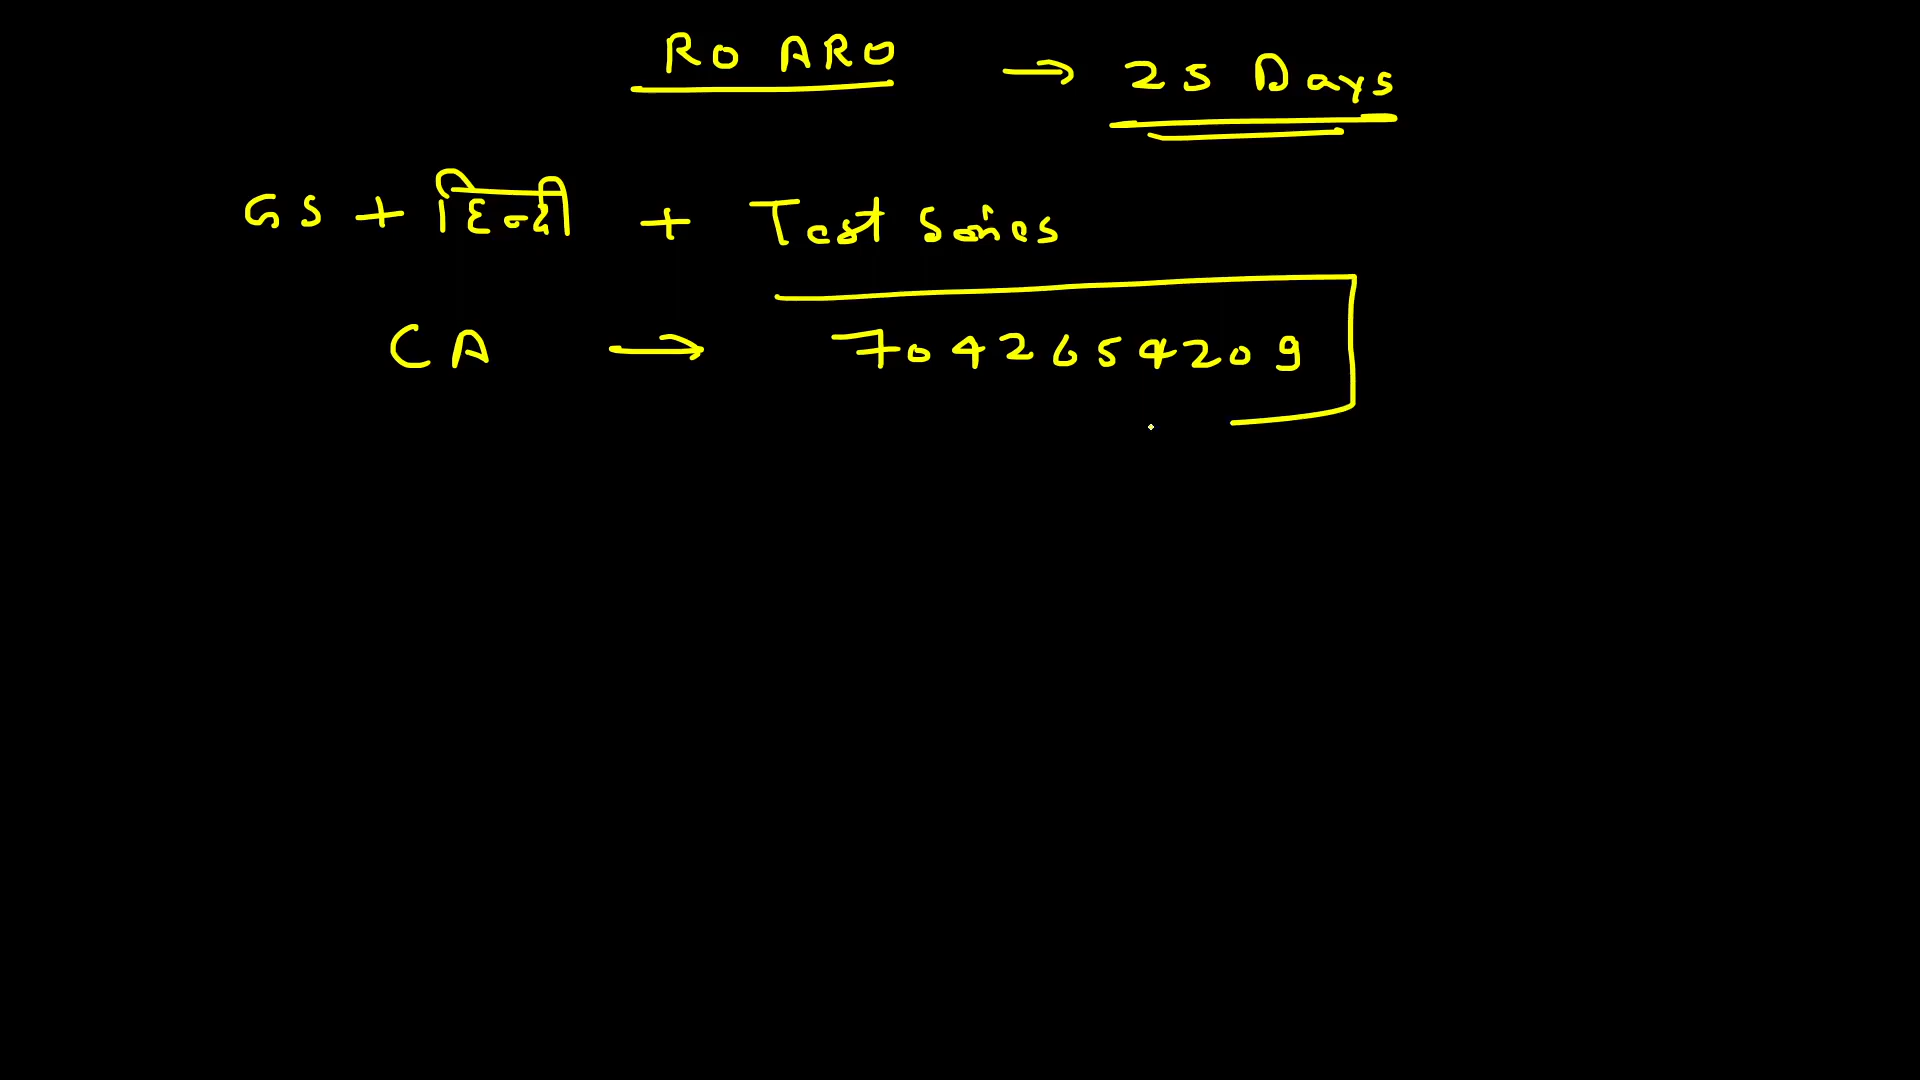 RO ARO → 25 Days
GS + हिन्दी + Test Series
CA → 7042654209